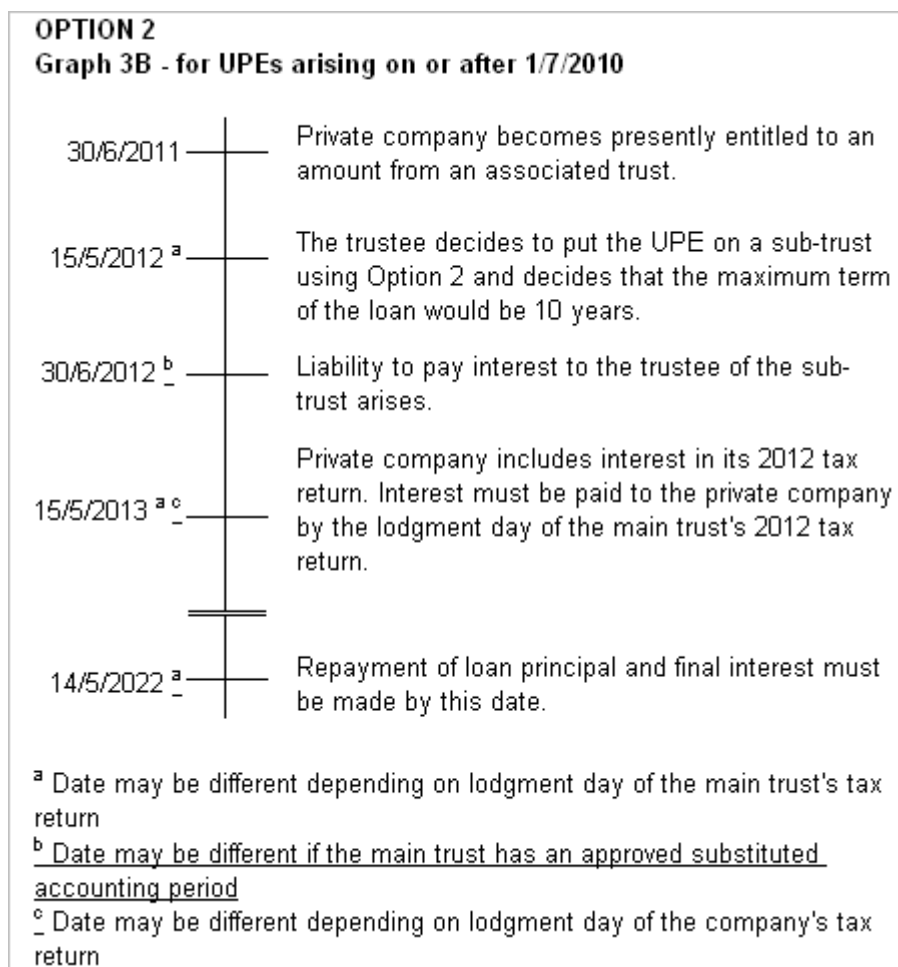 OPTION 2
Graph 3B - for UPEs arising on or after 1/7/2010
30/6/2011
Private company becomes presently entitled to an
amount from an associated trust.
15/5/2012 a
The trustee decides to put the UPE on a sub-trust
using Option 2 and decides that the maximum term
of the loan would be 10 years.
30/6/2012 b
Liability to pay interest to the trustee of the sub-
trust arises.
15/5/2013 a c
Private company includes interest in its 2012 tax
return. Interest must be paid to the private company
by the lodgment day of the main trust's 2012 tax
return.
14/5/2022 a
Repayment of loan principal and final interest must
be made by this date.
a Date may be different depending on lodgment day of the main trust's tax
return
b Date may be different if the main trust has an approved substituted
accounting period
c Date may be different depending on lodgment day of the company's tax
return